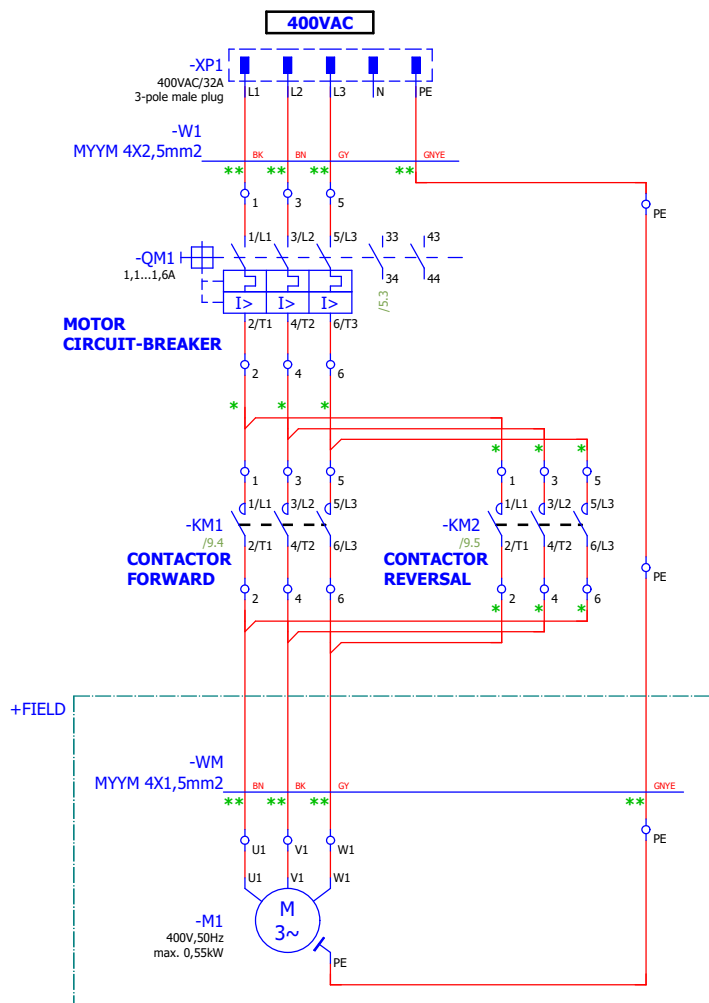 400VAC
-XP1
400VAC/32A
3-pole male plug
L1 L2 L3 N PE
-W1
MYYM 4X2,5mm2
BK BN GY GNYE
** ** ** **
1 3 5
PE
1/L1 3/L2 5/L3 33 43
-QM1
1,1...1,6A
34 44
/5.3
I> I> I>
2/T1 4/T2 6/T3
MOTOR
CIRCUIT-BREAKER
2 4 6
* * *
* * *
1 3 5 1 3 5
1/L1 3/L2 5/L3 1/L1 3/L2 5/L3
-KM1 -KM2
/9.4 /9.5
2/T1 4/T2 6/L3 2/T1 4/T2 6/L3
CONTACTOR
FORWARD
CONTACTOR
REVERSAL
PE
2 4 6 2 4 6
* * *
+FIELD
-WM
MYYM 4X1,5mm2
BN BK GY GNYE
** ** ** **
PE
U1 V1 W1
U1 V1 W1
-M1
400V,50Hz
max. 0,55kW
M
3~
PE